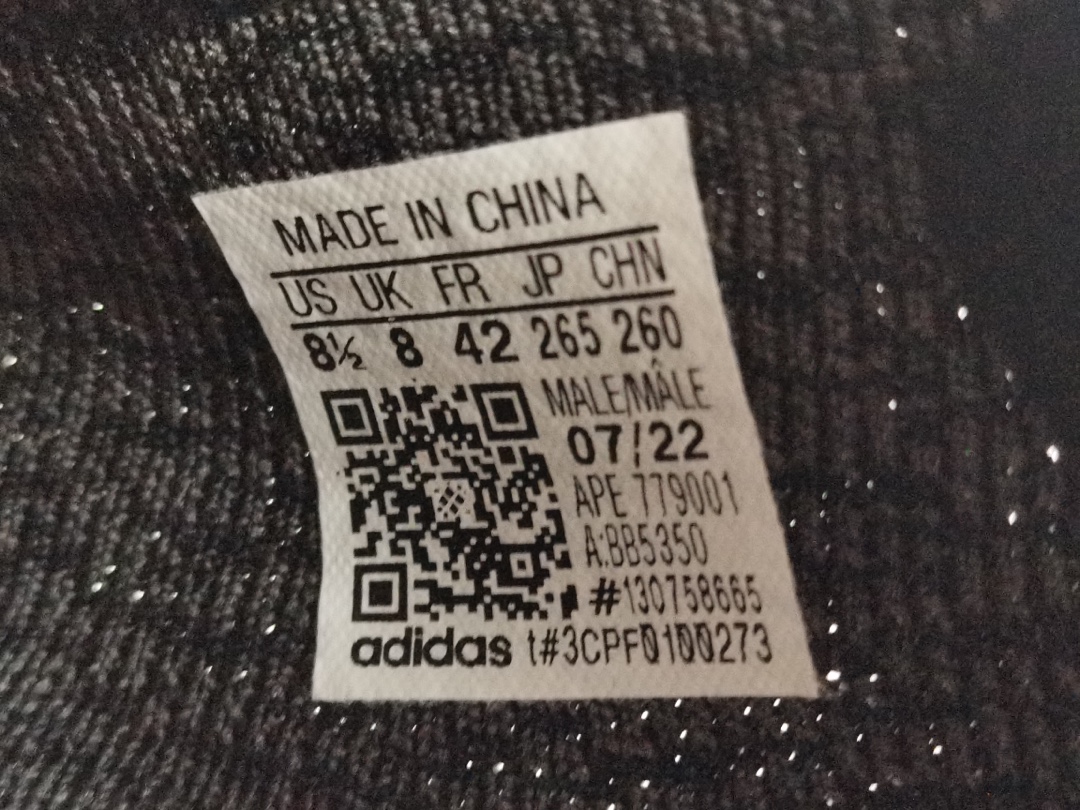 MADE IN CHINA
US UK FR JP CHN
8½ 8 42 265 260
MALE/MÂLE
07/22
APE 779001
A:BB5350
#130758665
adidas t#3CPF0100273